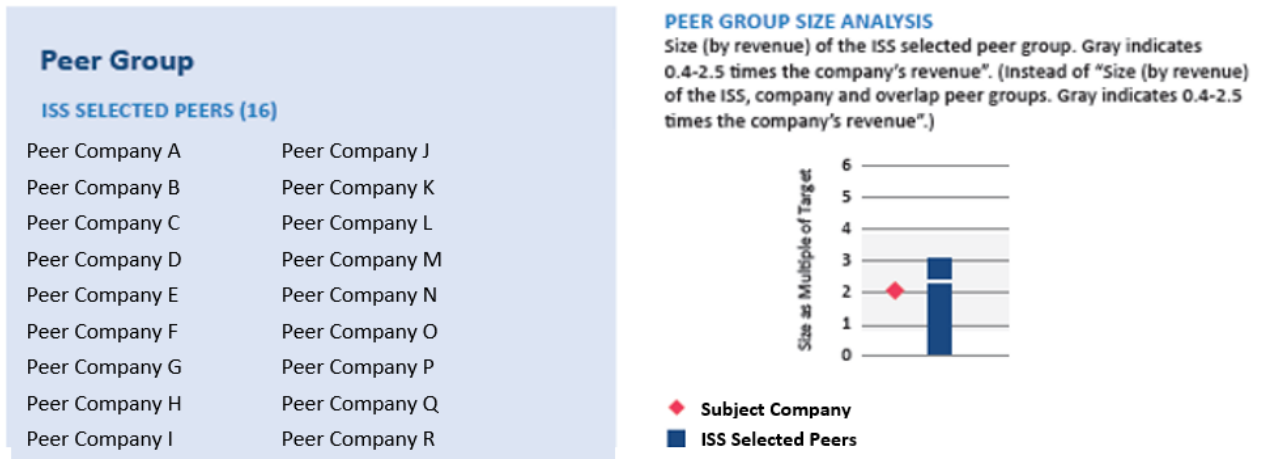 Peer Group
ISS SELECTED PEERS (16)
Peer Company A
Peer Company B
Peer Company C
Peer Company D
Peer Company E
Peer Company F
Peer Company G
Peer Company H
Peer Company I
Peer Company J
Peer Company K
Peer Company L
Peer Company M
Peer Company N
Peer Company O
Peer Company P
Peer Company Q
Peer Company R
PEER GROUP SIZE ANALYSIS
Size (by revenue) of the ISS selected peer group. Gray indicates
0.4-2.5 times the company's revenue". (Instead of "Size (by revenue)
of the ISS, company and overlap peer groups. Gray indicates 0.4-2.5
times the company's revenue".)
Size as Multiple of Target
6
5
4
3
2
1
0
Subject Company
ISS Selected Peers